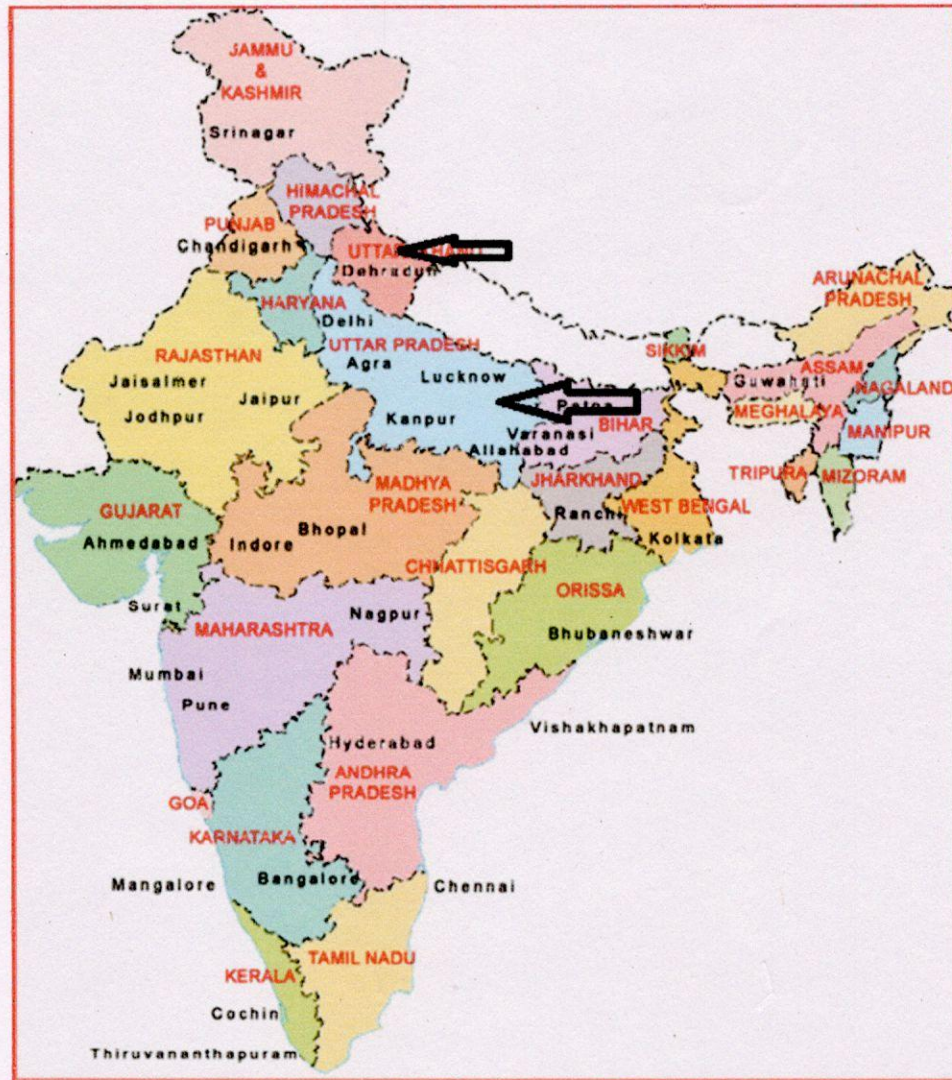 JAMMU
&
KASHMIR
Srinagar
HIMACHAL
PRADESH
PUNJAB
Chandigarh
Dehradun
HARYANA
Delhi
UTTAR PRADESH
Agra
Lucknow
Kanpur
Varanasi
Allahabad
RAJASTHAN
Jaisalmer
Jaipur
Jodhpur
ARUNACHAL
PRADESH
SIKKIM
ASSAM
Guwahati
NAGALAND
MEGHALAYA
MANIPUR
TRIPURA
MIZORAM
Patna
BIHAR
JHARKHAND
Ranchi
WEST BENGAL
Kolkata
GUJARAT
Ahmedabad
Surat
MADHYA
PRADESH
Bhopal
Indore
CHHATTISGARH
ORISSA
Bhubaneshwar
MAHARASHTRA
Nagpur
Mumbai
Pune
Hyderabad
Vishakhapatnam
ANDHRA
PRADESH
GOA
KARNATAKA
Mangalore
Bangalore
Chennai
TAMIL NADU
KERALA
Cochin
Thiruvananthapuram